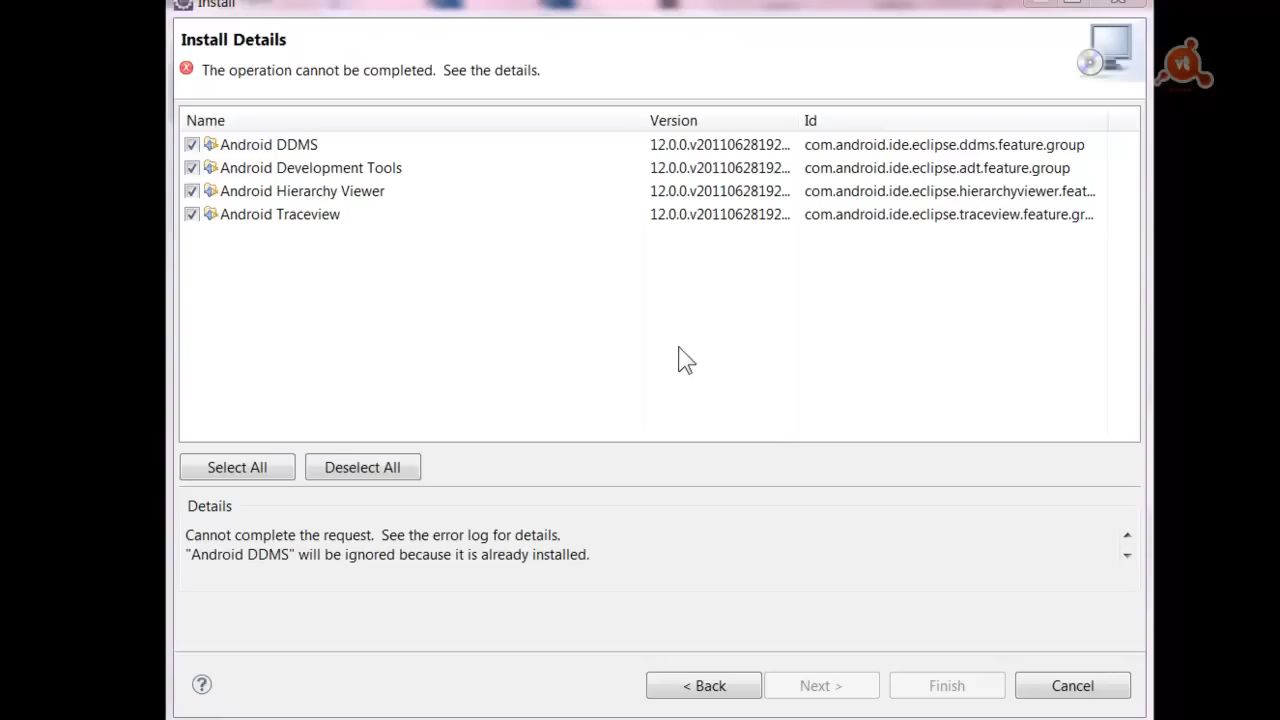 Install
Install Details
The operation cannot be completed. See the details.
Name Version Id
Android DDMS 12.0.0.v20110628192... com.android.ide.eclipse.ddms.feature.group
Android Development Tools 12.0.0.v20110628192... com.android.ide.eclipse.adt.feature.group
Android Hierarchy Viewer 12.0.0.v20110628192... com.android.ide.eclipse.hierarchyviewer.feat...
Android Traceview 12.0.0.v20110628192... com.android.ide.eclipse.traceview.feature.gr...
Select All Deselect All
Details
Cannot complete the request. See the error log for details.
"Android DDMS" will be ignored because it is already installed.
? < Back Next > Finish Cancel